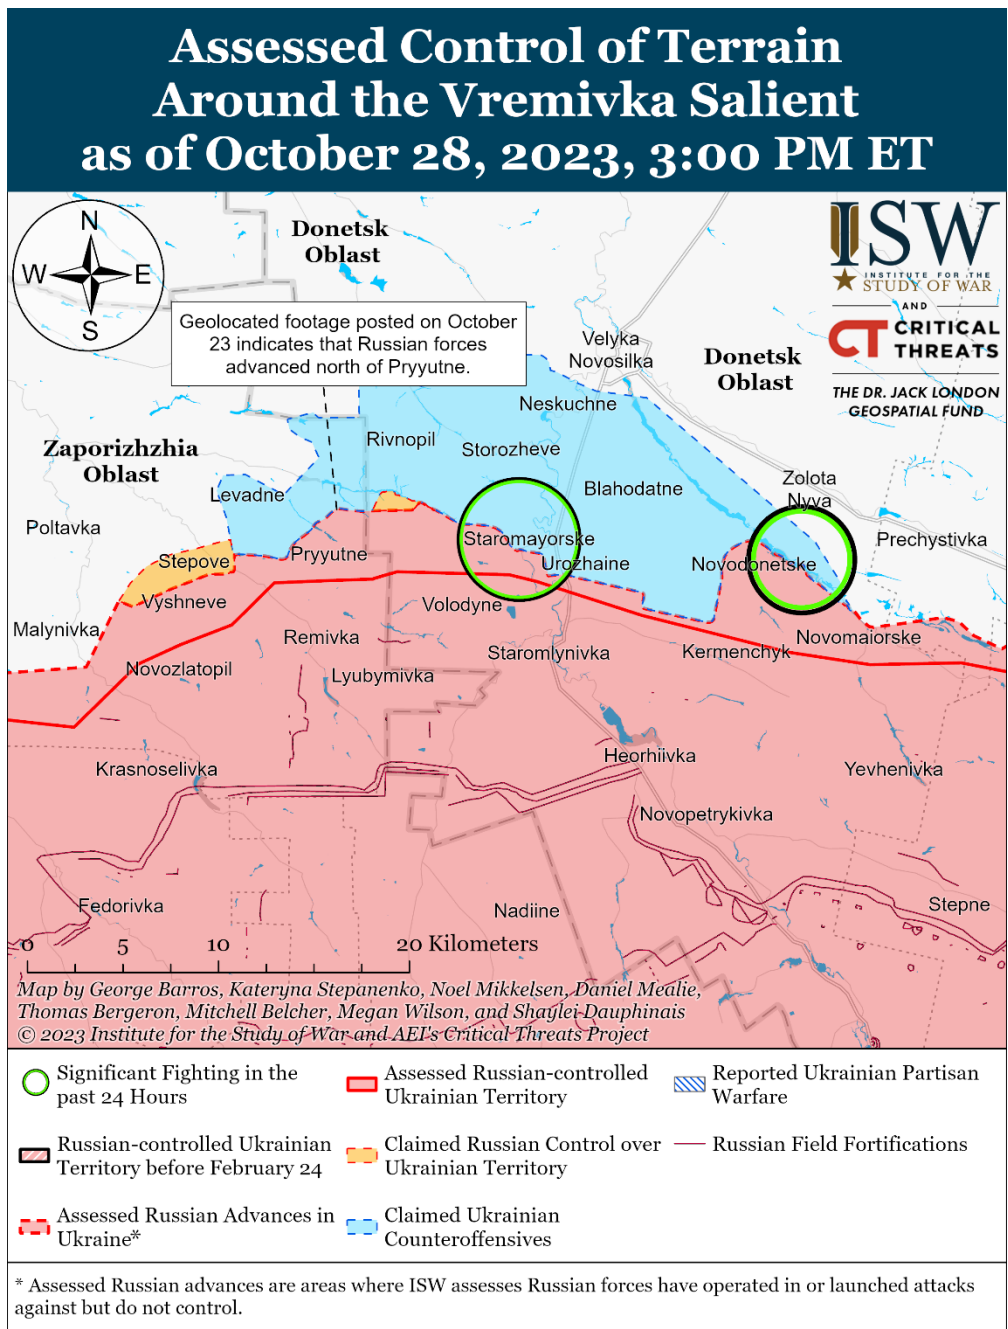 Assessed Control of Terrain
Around the Vremivka Salient
as of October 28, 2023, 3:00 PM ET
N
W
E
S
Donetsk
Oblast
ISW
INSTITUTE FOR THE
STUDY OF WAR
AND
CT CRITICAL
THREATS
THE DR. JACK LONDON
GEOSPATIAL FUND
Geolocated footage posted on October
23 indicates that Russian forces
advanced north of Pryyutne.
Velyka
Novosilka
Donetsk
Oblast
Neskuchne
Zaporizhzhia
Oblast
Rivnopil
Storozheve
Levadne
Blahodatne
Zolota
Nyva
Poltavka
Staromayorske
Prechystivka
Stepove
Pryyutne
Urozhaine
Novodonetske
Vyshneve
Volodyne
Malynivka
Remivka
Novomaiorske
Staromlynivka
Kermenchyk
Novozlatopil
Lyubymivka
Heorhiivka
Krasnoselivka
Yevhenivka
Novopetrykivka
Fedorivka
Nadiine
Stepne
0 5 10 20 Kilometers
Map by George Barros, Kateryna Stepanenko, Noel Mikkelsen, Daniel Mealie,
Thomas Bergeron, Mitchell Belcher, Megan Wilson, and Shaylei Dauphinais
© 2023 Institute for the Study of War and AEI's Critical Threats Project
Significant Fighting in the
past 24 Hours
Russian-controlled Ukrainian
Territory before February 24
Assessed Russian Advances in
Ukraine*
Assessed Russian-controlled
Ukrainian Territory
Claimed Russian Control over
Ukrainian Territory
Claimed Ukrainian
Counteroffensives
Reported Ukrainian Partisan
Warfare
Russian Field Fortifications
* Assessed Russian advances are areas where ISW assesses Russian forces have operated in or launched attacks
against but do not control.